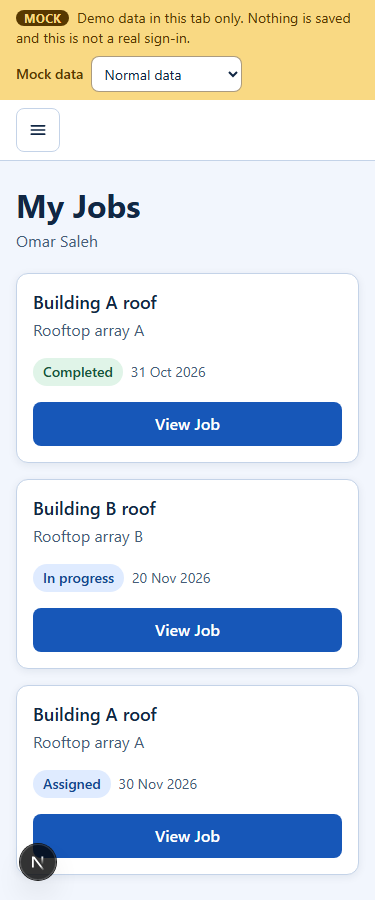 MOCK Demo data in this tab only. Nothing is saved
and this is not a real sign-in.
Mock data Normal data
My Jobs
Omar Saleh
Building A roof
Rooftop array A
Completed 31 Oct 2026
View Job
Building B roof
Rooftop array B
In progress 20 Nov 2026
View Job
Building A roof
Rooftop array A
Assigned 30 Nov 2026
View Job
N